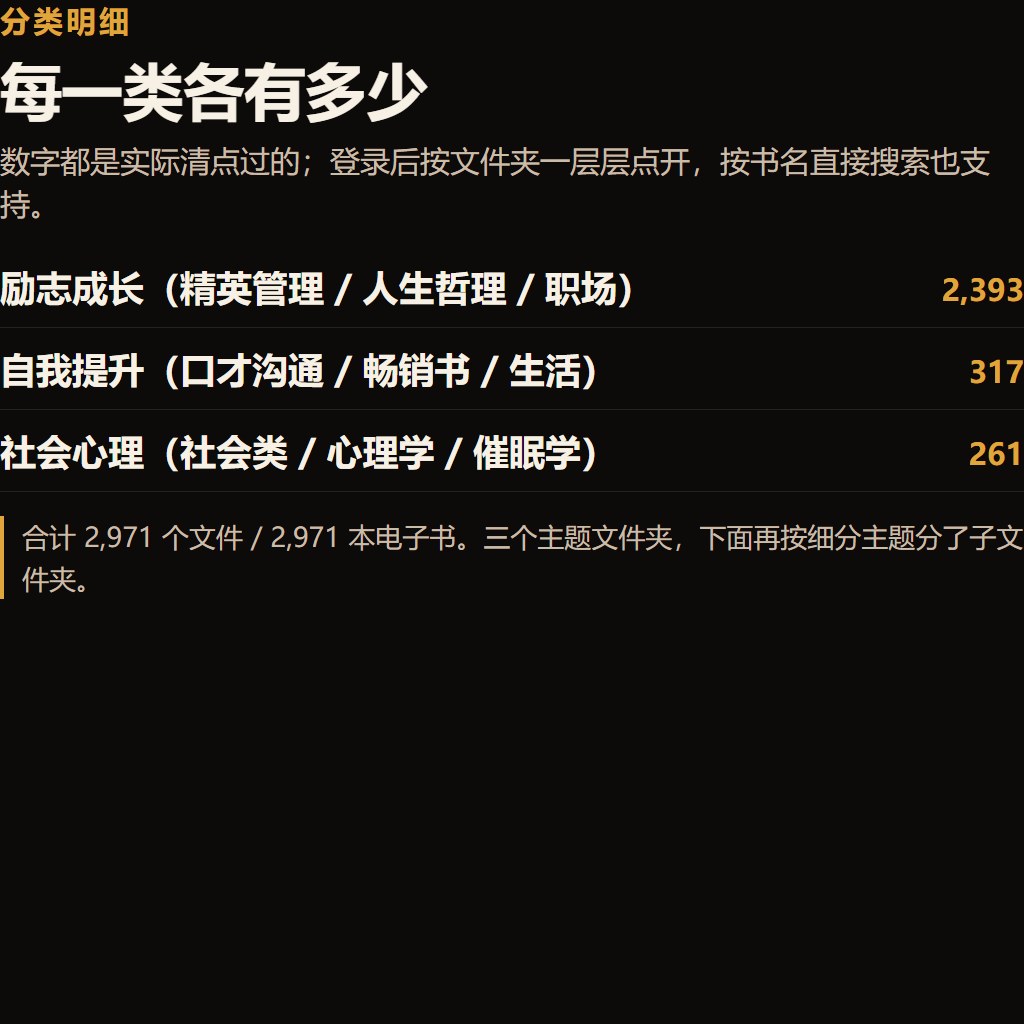 分类明细
每一类各有多少
数字都是实际清点过的；登录后按文件夹一层层点开，按书名直接搜索也支
持。
励志成长（精英管理 / 人生哲理 / 职场） 2,393
自我提升（口才沟通 / 畅销书 / 生活） 317
社会心理（社会类 / 心理学 / 催眠学） 261
合计 2,971 个文件 / 2,971 本电子书。三个主题文件夹，下面再按细分主题分了子文
件夹。